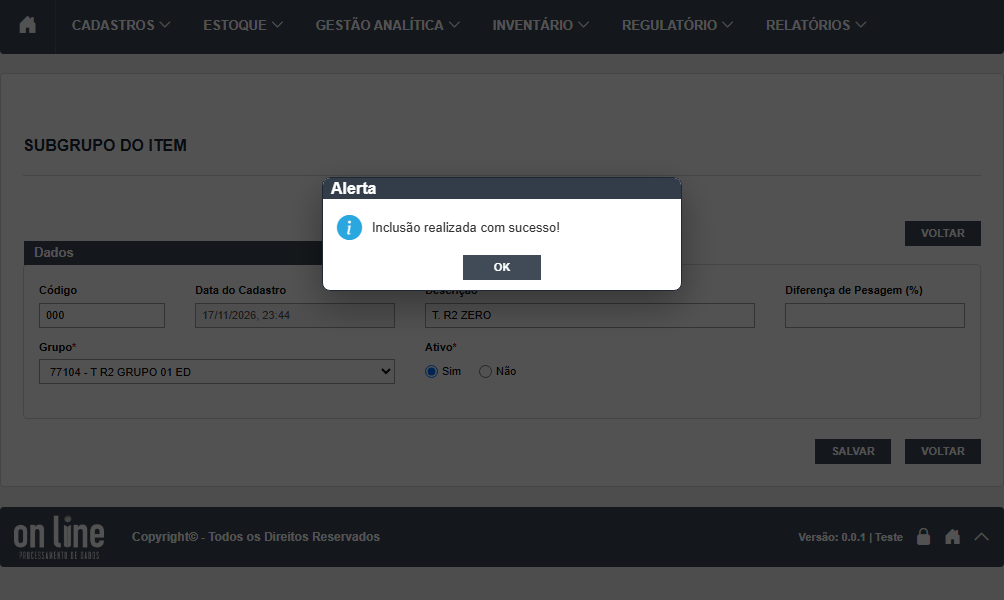 CADASTROS ESTOQUE GESTÃO ANALÍTICA INVENTÁRIO REGULATÓRIO RELATÓRIOS
SUBGRUPO DO ITEM
Alerta
i Inclusão realizada com sucesso!
OK
VOLTAR
Dados
Código Data do Cadastro Descrição Diferença de Pesagem (%)
000 17/11/2026, 23:44 T. R2 ZERO
Grupo* Ativo*
77104 - T R2 GRUPO 01 ED Sim Não
SALVAR VOLTAR
on line
PROCESSAMENTO DE DADOS
Copyright© - Todos os Direitos Reservados
Versão: 0.0.1 | Teste